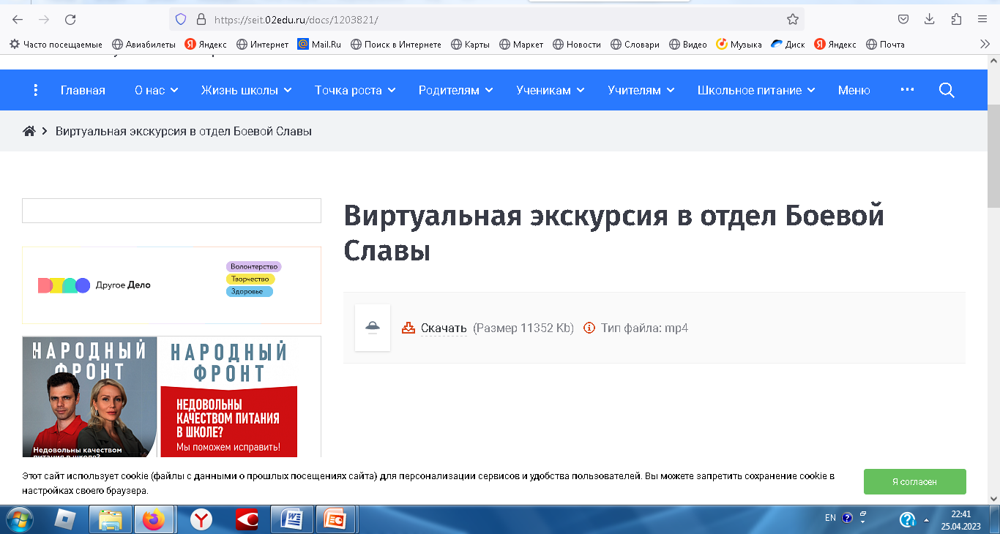 https://seit.02edu.ru/docs/1203821/
Часто посещаемые Авиабилеты Яндекс Интернет Mail.Ru Поиск в Интернете Карты Маркет Новости Словари Видео Музыка Диск Яндекс Почта
Главная О нас Жизнь школы Точка роста Родителям Ученикам Учителям Школьное питание Меню
Виртуальная экскурсия в отдел Боевой Славы
Виртуальная экскурсия в отдел Боевой
Славы
Скачать (Размер 11352 Kb) Тип файла: mp4
Другое Дело
Волонтерство
Творчество
Здоровье
НАРОДНЫЙ
ФРОНТ
Недовольны качеством
питания в школе?
НАРОДНЫЙ
ФРОНТ
НЕДОВОЛЬНЫ
КАЧЕСТВОМ ПИТАНИЯ
В ШКОЛЕ?
Мы поможем исправить!
Этот сайт использует cookie (файлы с данными о прошлых посещениях сайта) для персонализации сервисов и удобства пользователей. Вы можете запретить сохранение cookie в
настройках своего браузера.
Я согласен
EN
22:41
25.04.2023